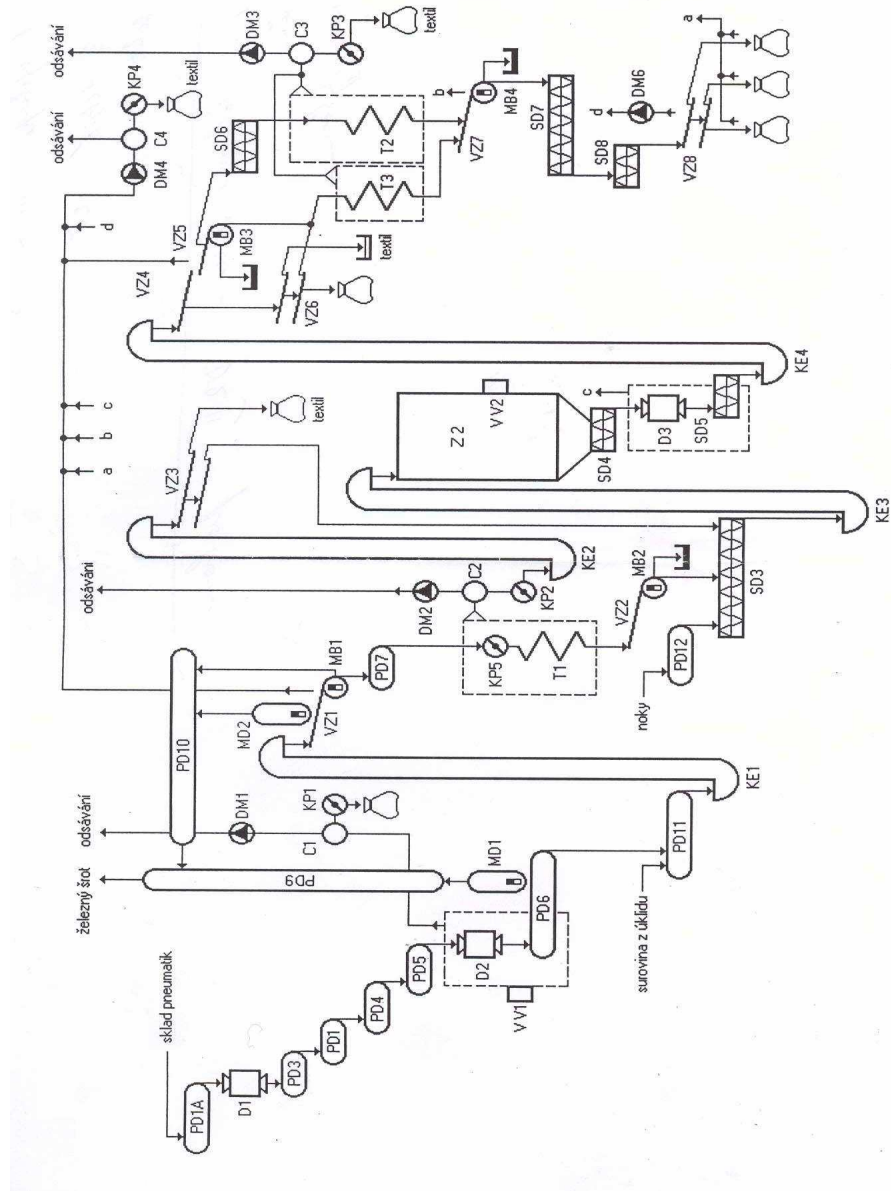 odsávání
DM3
C3
KP3
textil
odsávání
KP4
C4
textil
DM4
SD6
T2
T3
a
d
DM6
b
MB4
VZ7
SD7
SD8
VZ8
a
d
VZ5
MB3
VZ4
VZ6
textil
KE4
c
b
a
VZ3
textil
Z2
VV2
SD4
c
D3
SD5
KE3
odsávání
DM2
C2
KP2
KE2
MB1
PD7
KP5
T1
VZ2
MB2
SD3
noky
PD12
PD10
MD2
VZ1
KE1
odsávání
DM1
KP1
C1
železný šrot
PD9
MD1
PD6
PD11
surovina z úklidu
sklad pneumatik
PD1A
D1
PD3
PD1
PD4
PD5
D2
VV1